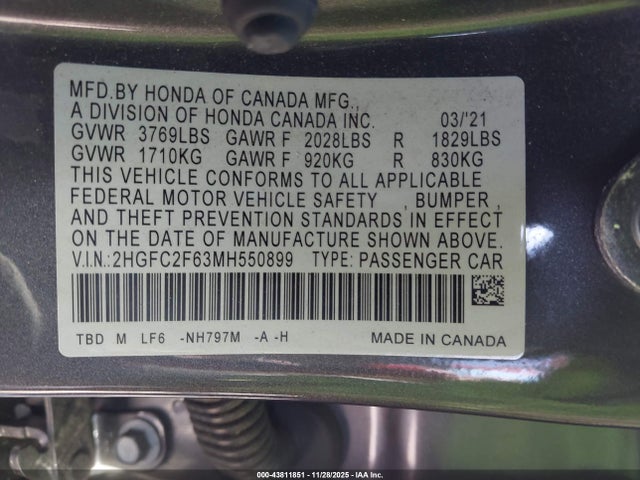 MFD.BY HONDA OF CANADA MFG.,
A DIVISION OF HONDA CANADA INC. 03/'21
GVWR 3769LBS GAWR F 2028LBS R 1829LBS
GVWR 1710KG GAWR F 920KG R 830KG
THIS VEHICLE CONFORMS TO ALL APPLICABLE
FEDERAL MOTOR VEHICLE SAFETY , BUMPER ,
AND THEFT PREVENTION STANDARDS IN EFFECT
ON THE DATE OF MANUFACTURE SHOWN ABOVE.
V.I.N.:2HGFC2F63MH550899 TYPE: PASSENGER CAR
TBD M LF6 -NH797M -A -H MADE IN CANADA
000-43811851 - 11/28/2025 - IAA Inc.